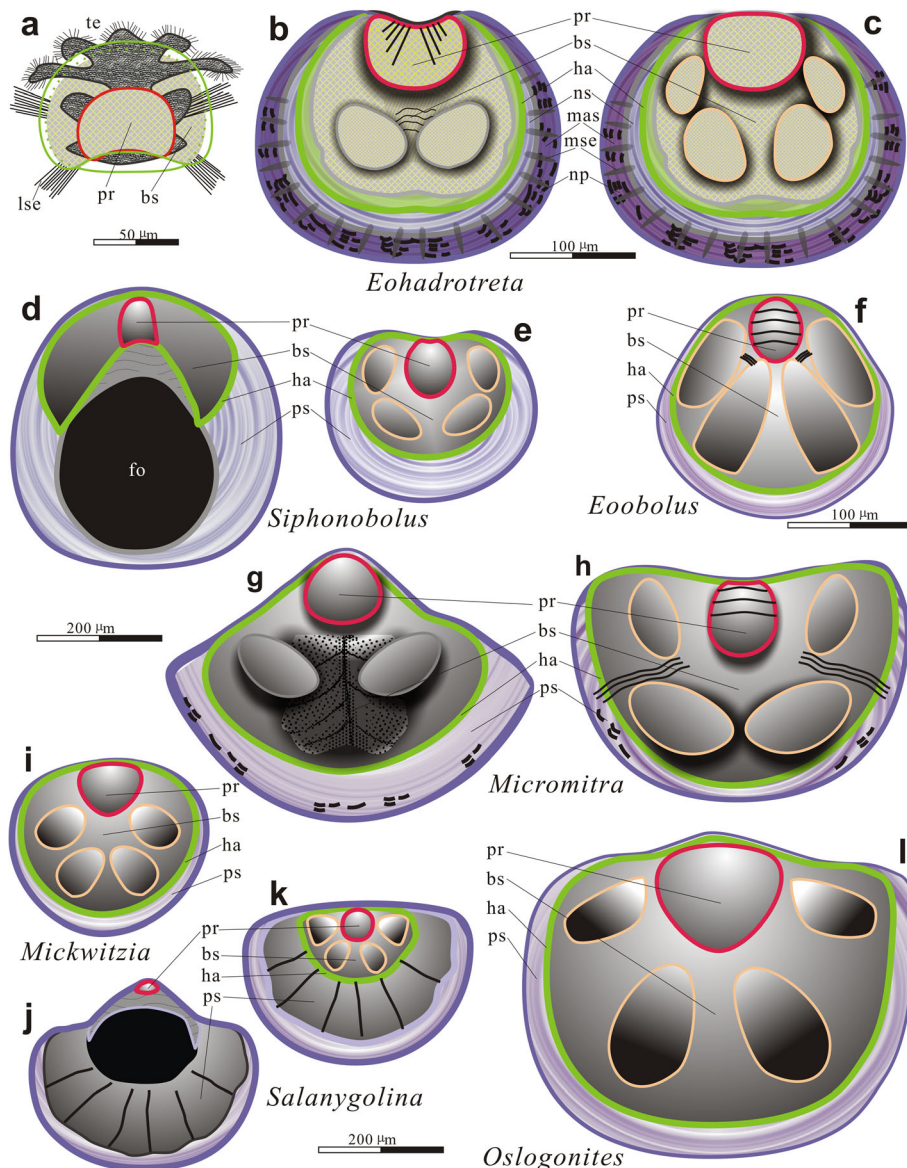 a
te
pr
bs
lse
50 μm
b
c
pr
bs
ha
ns
mas
mse
np
100 μm
Eohadrotreta
d
e
f
pr
bs
ha
ps
fo
Siphonobolus
pr
bs
ha
ps
Eoobolus
100 μm
200 μm
g
h
pr
bs
ha
ps
Micromitra
i
pr
bs
ha
ps
Mickwitzia
j
k
pr
bs
ha
ps
Salanygolina
200 μm
l
pr
bs
ha
ps
Oslogonites